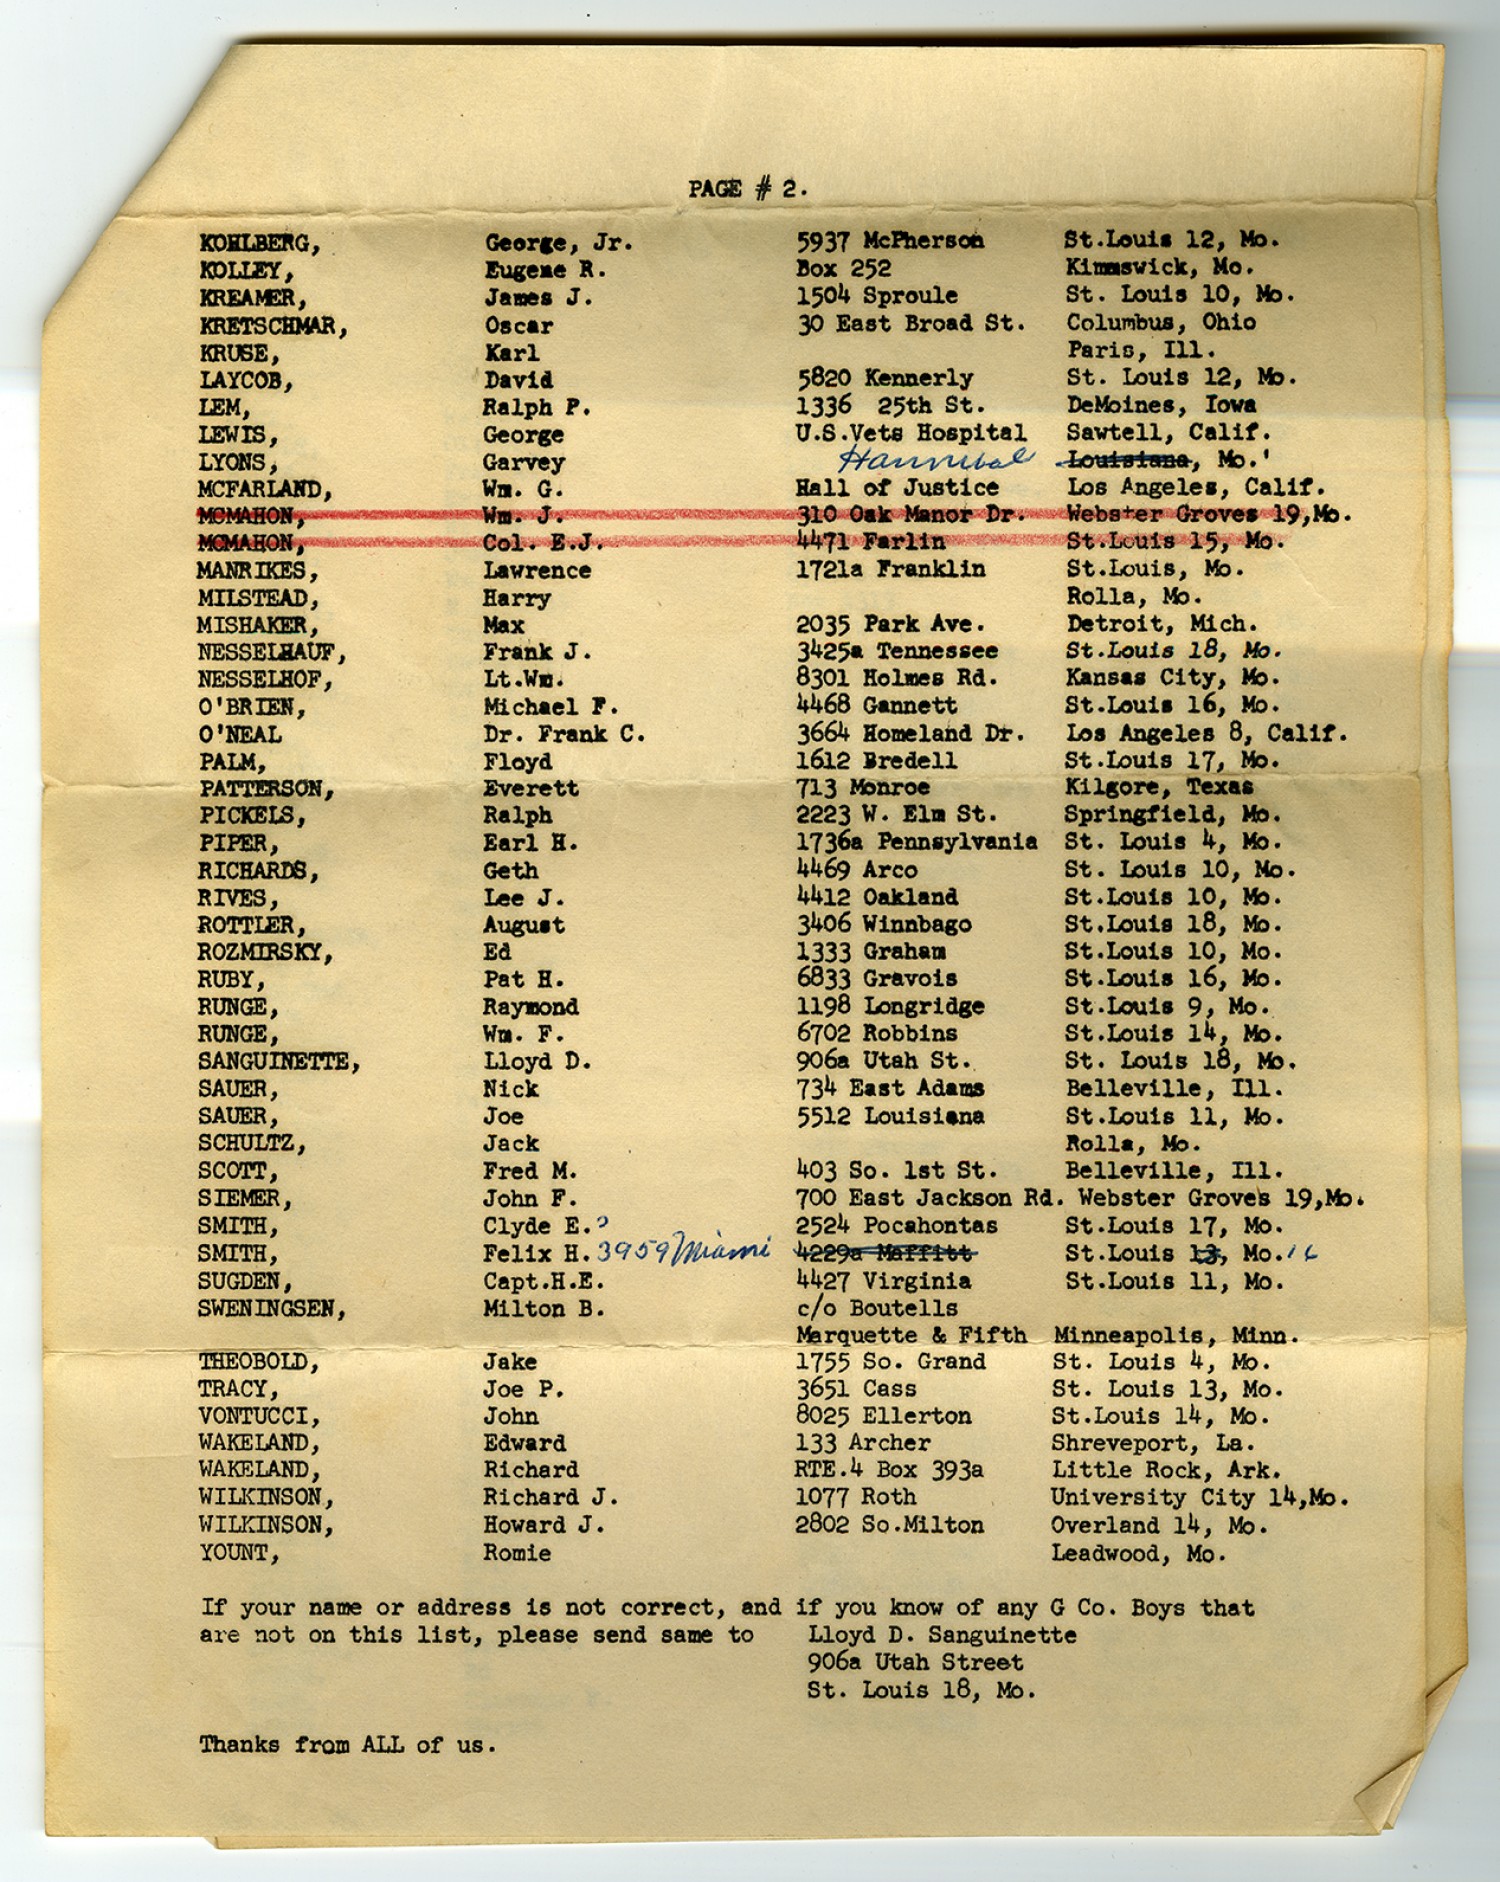 PAGE # 2.
KOHLBERG, George, Jr. 5937 McPherson St.Louis 12, Mo.
KOLLEY, Eugene R. Box 252 Kimmswick, Mo.
KREAMER, James J. 1504 Sproule St. Louis 10, Mo.
KRETSCHMAR, Oscar 30 East Broad St. Columbus, Ohio
KRUSE, Karl Paris, Ill.
LAYCOB, David 5820 Kennerly St. Louis 12, Mo.
LEM, Ralph P. 1336 25th St. DeMoines, Iowa
LEWIS, George U.S.Vets Hospital Sawtell, Calif.
LYONS, Garvey Hannibal Louisiana, Mo.'
MCFARLAND, Wm. G. Hall of Justice Los Angeles, Calif.
MCMAHON, Wm. J. 310 Oak Manor Dr. Webster Groves 19,Mo.
MCMAHON, Col. E.J. 4471 Farlin St.Louis 15, Mo.
MANRIKES, Lawrence 1721a Franklin St.Louis, Mo.
MILSTEAD, Harry Rolla, Mo.
MISHAKER, Max 2035 Park Ave. Detroit, Mich.
NESSELHAUF, Frank J. 3425a Tennessee St.Louis 18, Mo.
NESSELHOF, Lt.Wm. 8301 Holmes Rd. Kansas City, Mo.
O'BRIEN, Michael F. 4468 Gannett St.Louis 16, Mo.
O'NEAL Dr. Frank C. 3664 Homeland Dr. Los Angeles 8, Calif.
PALM, Floyd 1612 Bredell St.Louis 17, Mo.
PATTERSON, Everett 713 Monroe Kilgore, Texas
PICKELS, Ralph 2223 W. Elm St. Springfield, Mo.
PIPER, Earl H. 1736a Pennsylvania St. Louis 4, Mo.
RICHARDS, Geth 4469 Arco St. Louis 10, Mo.
RIVES, Lee J. 4412 Oakland St.Louis 10, Mo.
ROTTLER, August 3406 Winnbago St.Louis 18, Mo.
ROZMIRSKY, Ed 1333 Graham St.Louis 10, Mo.
RUBY, Pat H. 6833 Gravois St.Louis 16, Mo.
RUNGE, Raymond 1198 Longridge St.Louis 9, Mo.
RUNGE, Wm. F. 6702 Robbins St.Louis 14, Mo.
SANGUINETTE, Lloyd D. 906a Utah St. St. Louis 18, Mo.
SAUER, Nick 734 East Adams Belleville, Ill.
SAUER, Joe 5512 Louisiana St.Louis 11, Mo.
SCHULTZ, Jack Rolla, Mo.
SCOTT, Fred M. 403 So. 1st St. Belleville, Ill.
SIEMER, John F. 700 East Jackson Rd. Webster Groves 19,Mo.
SMITH, Clyde E. 2524 Pocahontas St.Louis 17, Mo.
SMITH, Felix H. 3959 Miami 4229a Maffitt St.Louis 13, Mo. 16
SUGDEN, Capt.H.E. 4427 Virginia St.Louis 11, Mo.
SWENINGSEN, Milton B. c/o Boutells
Marquette & Fifth Minneapolis, Minn.
THEOBOLD, Jake 1755 So. Grand St. Louis 4, Mo.
TRACY, Joe P. 3651 Cass St. Louis 13, Mo.
VONTUCCI, John 8025 Ellerton St.Louis 14, Mo.
WAKELAND, Edward 133 Archer Shreveport, La.
WAKELAND, Richard RTE.4 Box 393a Little Rock, Ark.
WILKINSON, Richard J. 1077 Roth University City 14,Mo.
WILKINSON, Howard J. 2802 So.Milton Overland 14, Mo.
YOUNT, Romie Leadwood, Mo.
If your name or address is not correct, and if you know of any G Co. Boys that
are not on this list, please send same to Lloyd D. Sanguinette
906a Utah Street
St. Louis 18, Mo.
Thanks from ALL of us.